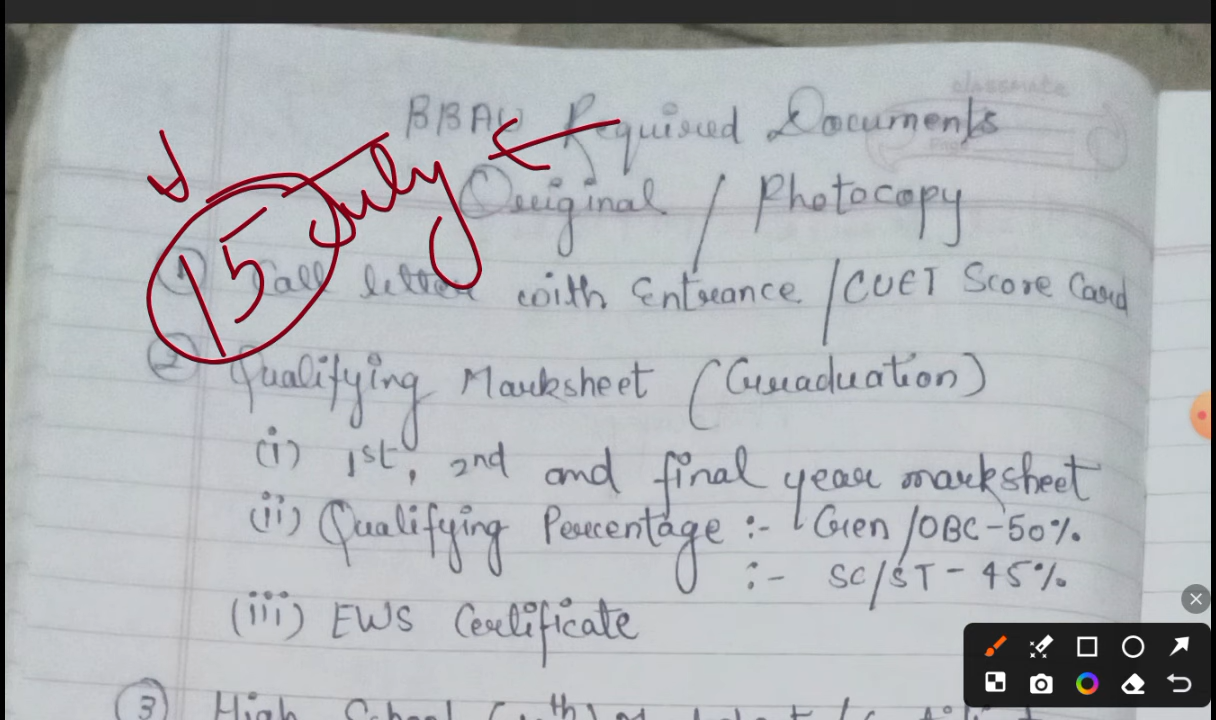 classmate
BBAU Required Documents
Original / Photocopy
15 July
① Call letter with Entrance / CUET Score Card
② Qualifying Marksheet (Graduation)
(i) 1st, 2nd and final year marksheet
(ii) Qualifying Percentage :- Gen/OBC-50%
:- SC/ST - 45%
(iii) EWS Certificate
③ High School